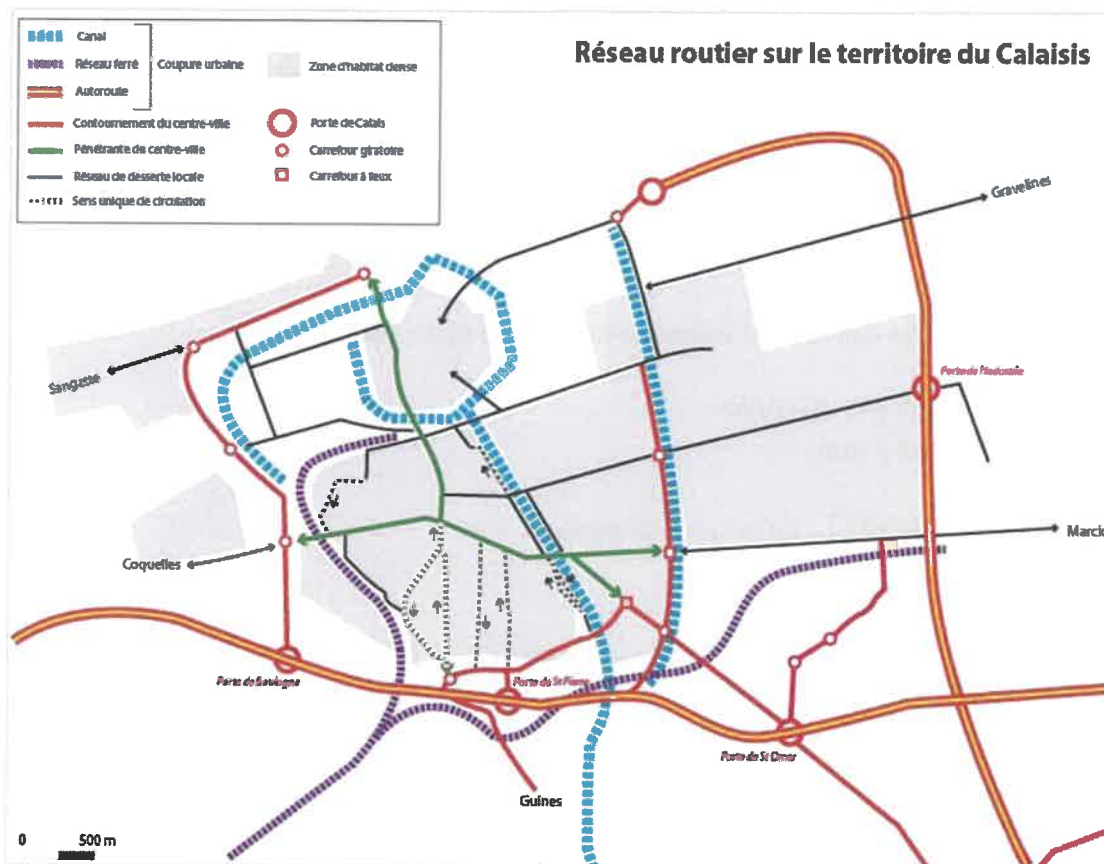 Réseau routier sur le territoire du Calaisis
Canal
Réseau ferré
Coupure urbaine
Autoroute
Zone d'habitat dense
Contournement du centre-ville
Porte de Calais
Pénétrante du centre-ville
Carrefour giratoire
Réseau de desserte locale
Carrefour à feux
Sens unique de circulation
Gravelines
Sangatte
Porte de l'Industrie
Marck
Coquelles
Porte de Boulogne
Porte de St Pierre
Porte de St Omer
Guînes
0 500 m